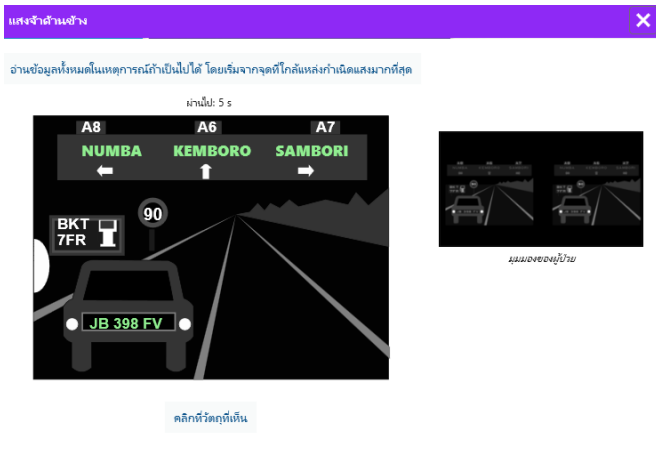 แสงจ้าด้านข้าง
อ่านข้อมูลทั้งหมดในเหตุการณ์ถ้าเป็นไปได้ โดยเริ่มจากจุดที่ใกล้แหล่งกำเนิดแสงมากที่สุด
ผ่านไป: 5 s
A8 A6 A7
NUMBA KEMBORO SAMBORI
90
BKT
7FR
JB 398 FV
มุมมองของผู้ป่วย
คลิกที่วัตถุที่เห็น